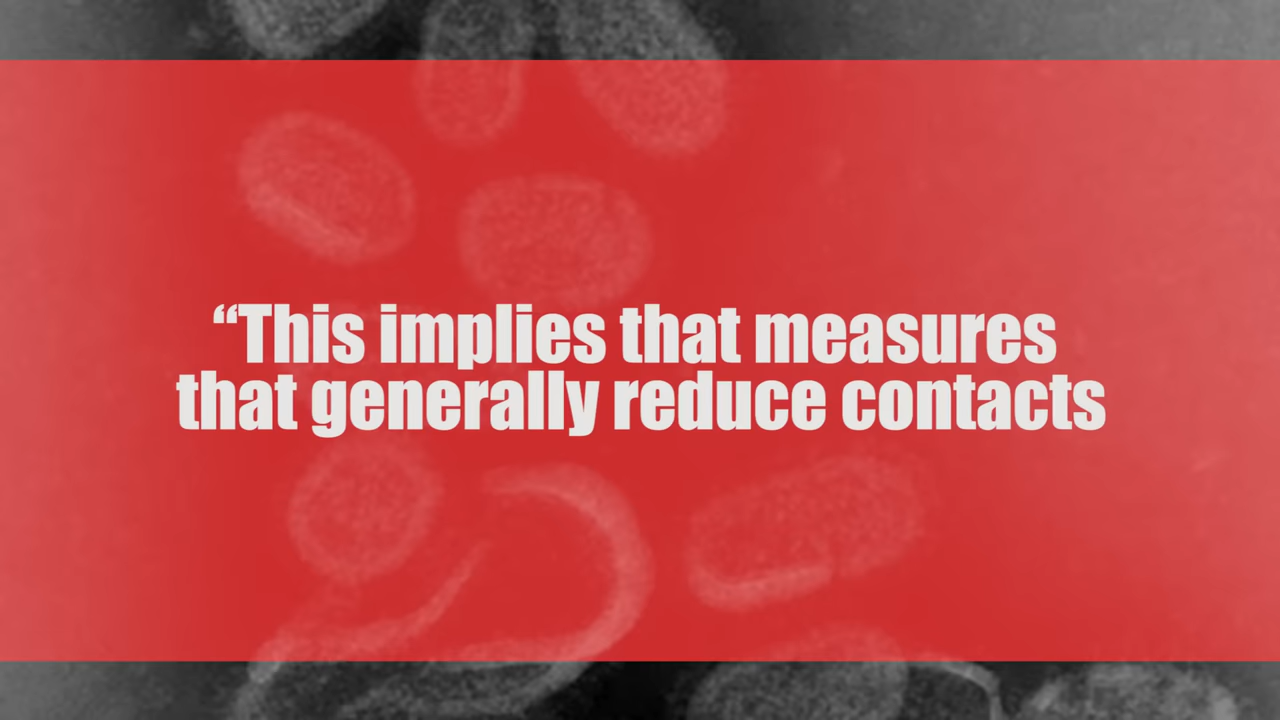 “This implies that measures
that generally reduce contacts